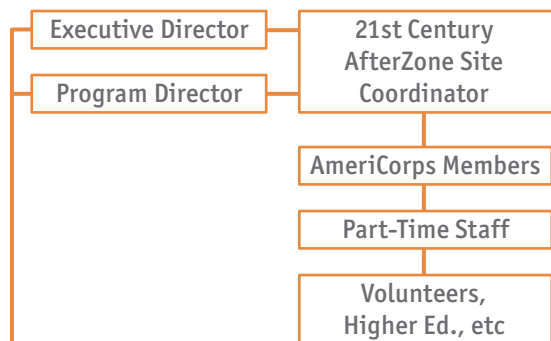 Executive Director
Program Director
21st Century
AfterZone Site
Coordinator
AmeriCorps Members
Part-Time Staff
Volunteers,
Higher Ed., etc